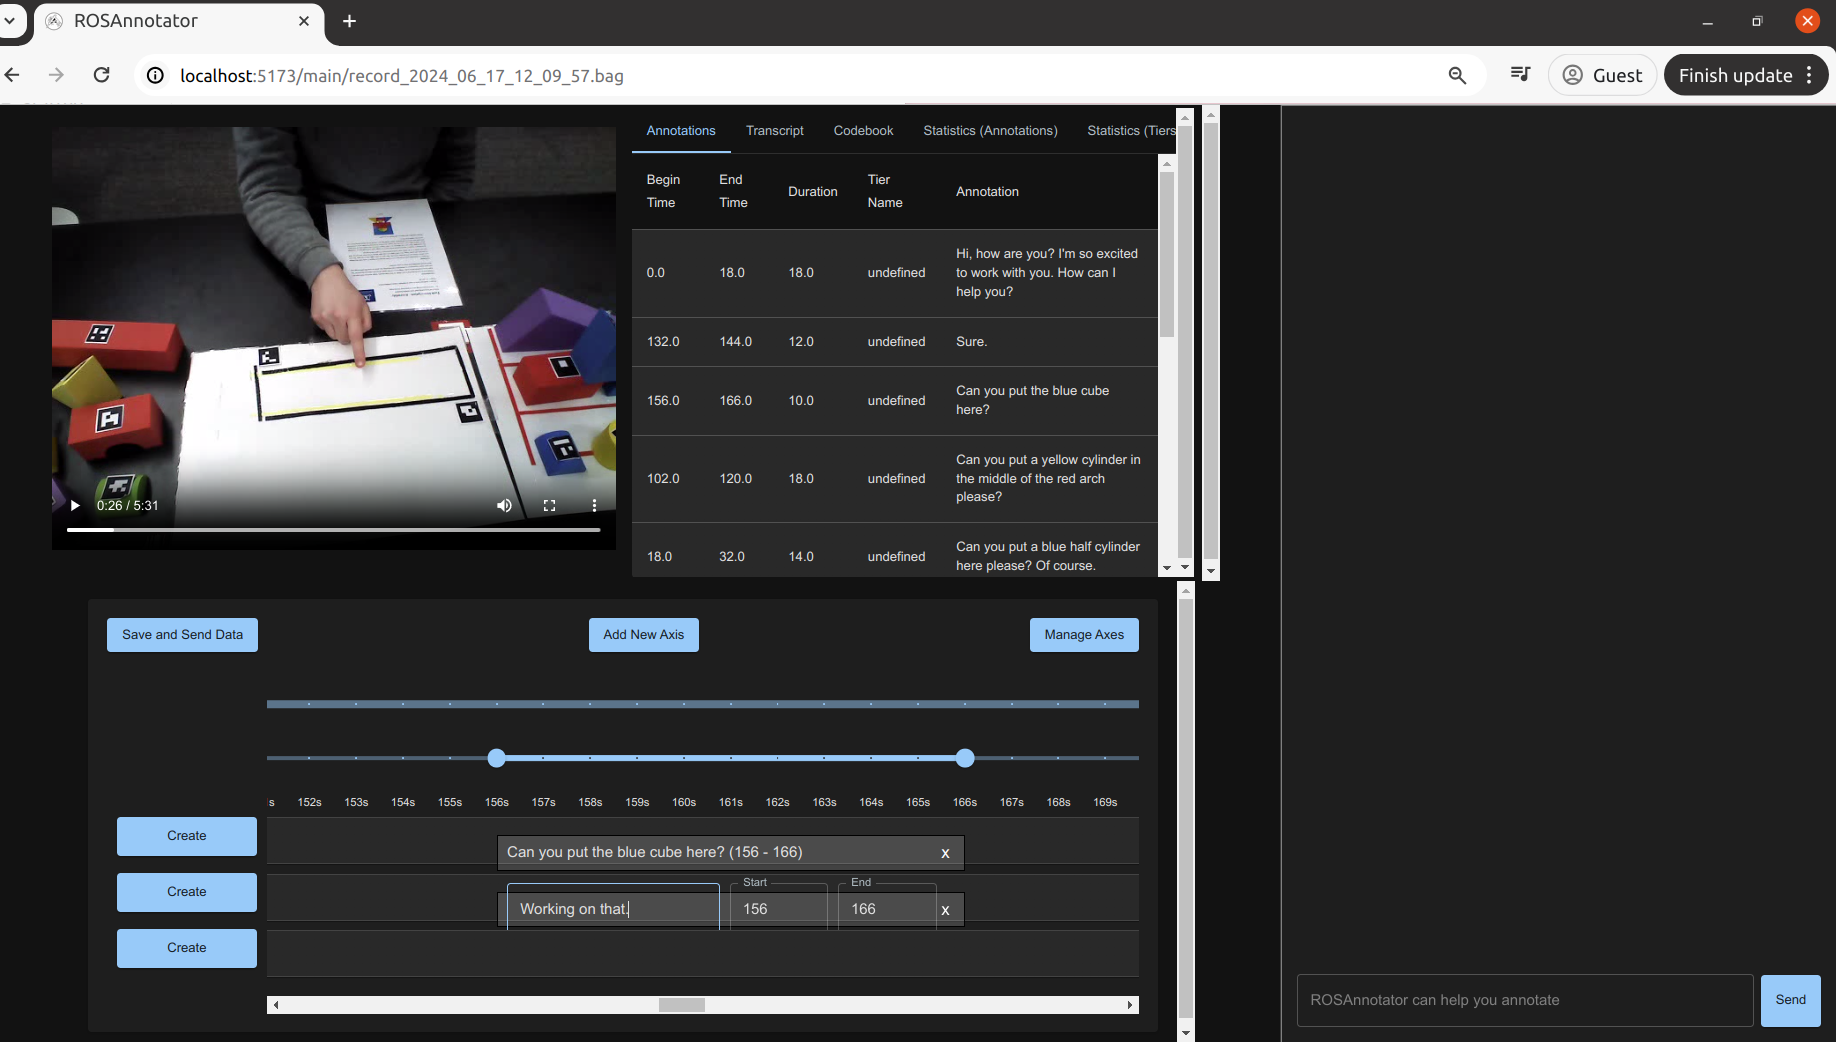 ROSAnnotator
localhost:5173/main/record_2024_06_17_12_09_57.bag
Guest
Finish update
0:26 / 5:31
Annotations Transcript Codebook Statistics (Annotations) Statistics (Tiers
Begin Time End Time Duration Tier Name Annotation
0.0 18.0 18.0 undefined Hi, how are you? I'm so excited
to work with you. How can I
help you?
132.0 144.0 12.0 undefined Sure.
156.0 166.0 10.0 undefined Can you put the blue cube
here?
102.0 120.0 18.0 undefined Can you put a yellow cylinder in
the middle of the red arch
please?
18.0 32.0 14.0 undefined Can you put a blue half cylinder
here please? Of course.
Save and Send Data Add New Axis Manage Axes
s 152s 153s 154s 155s 156s 157s 158s 159s 160s 161s 162s 163s 164s 165s 166s 167s 168s 169s
Create
Can you put the blue cube here? (156 - 166) x
Create
Start End
Working on that. 156 166 x
Create
ROSAnnotator can help you annotate Send